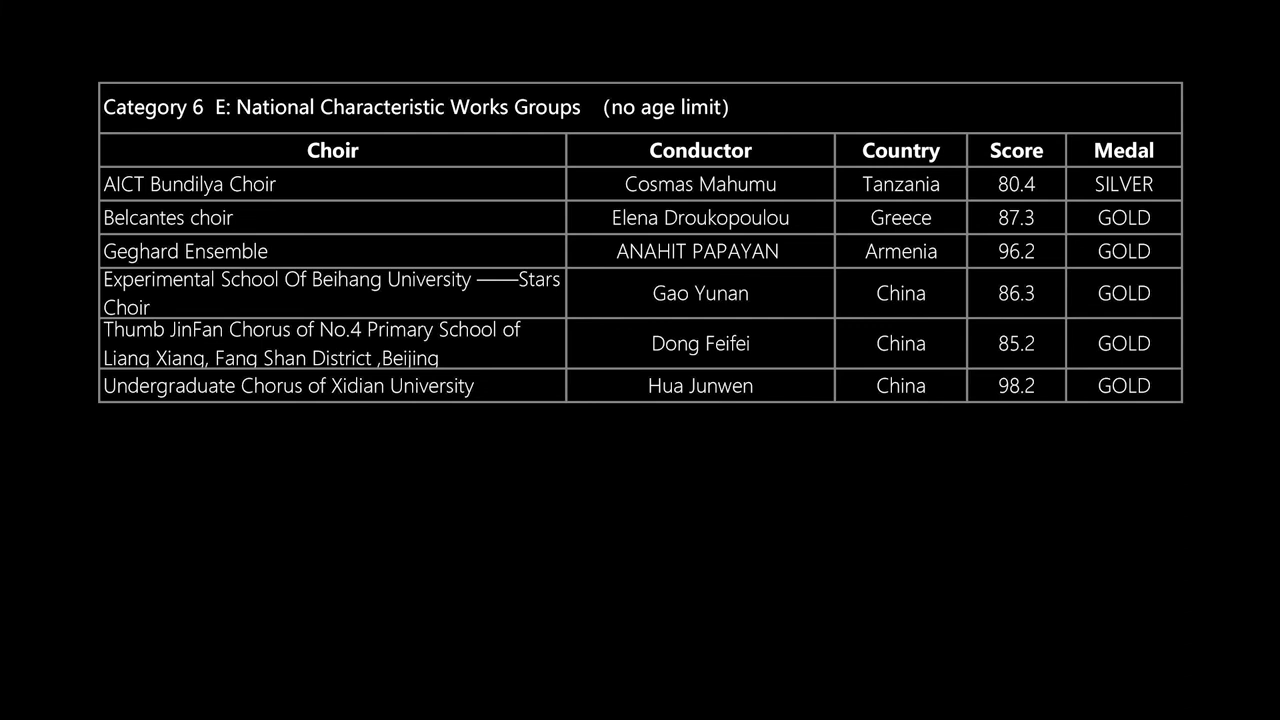 Category 6 E: National Characteristic Works Groups (no age limit)
Choir Conductor Country Score Medal
AICT Bundilya Choir Cosmas Mahumu Tanzania 80.4 SILVER
Belcantes choir Elena Droukopoulou Greece 87.3 GOLD
Geghard Ensemble ANAHIT PAPAYAN Armenia 96.2 GOLD
Experimental School Of Beihang University ——Stars
Choir Gao Yunan China 86.3 GOLD
Thumb JinFan Chorus of No.4 Primary School of
Liang Xiang, Fang Shan District ,Beijing Dong Feifei China 85.2 GOLD
Undergraduate Chorus of Xidian University Hua Junwen China 98.2 GOLD